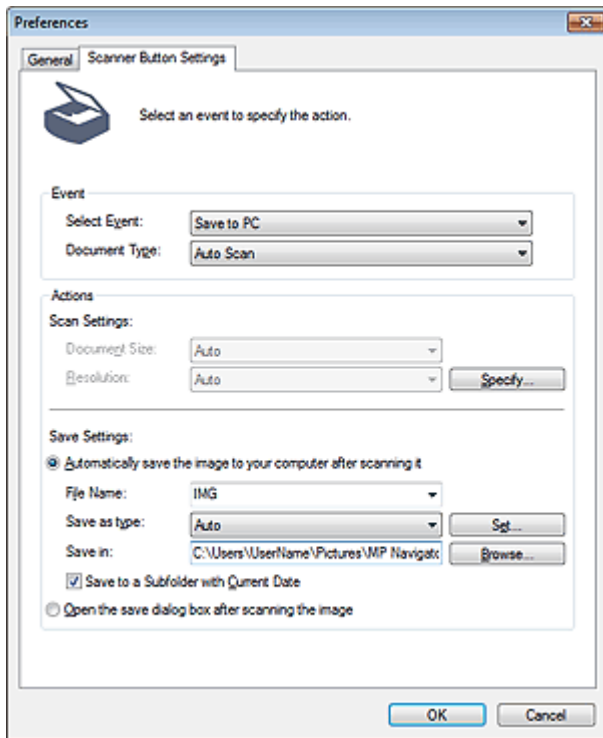 Preferences
General Scanner Button Settings
Select an event to specify the action.
Event
Select Event: Save to PC
Document Type: Auto Scan
Actions
Scan Settings:
Document Size: Auto
Resolution: Auto Specify...
Save Settings:
Automatically save the image to your computer after scanning it
File Name: IMG
Save as type: Auto Set...
Save in: C:\Users\UserName\Pictures\MP Navigato Browse...
Save to a Subfolder with Current Date
Open the save dialog box after scanning the image
OK Cancel